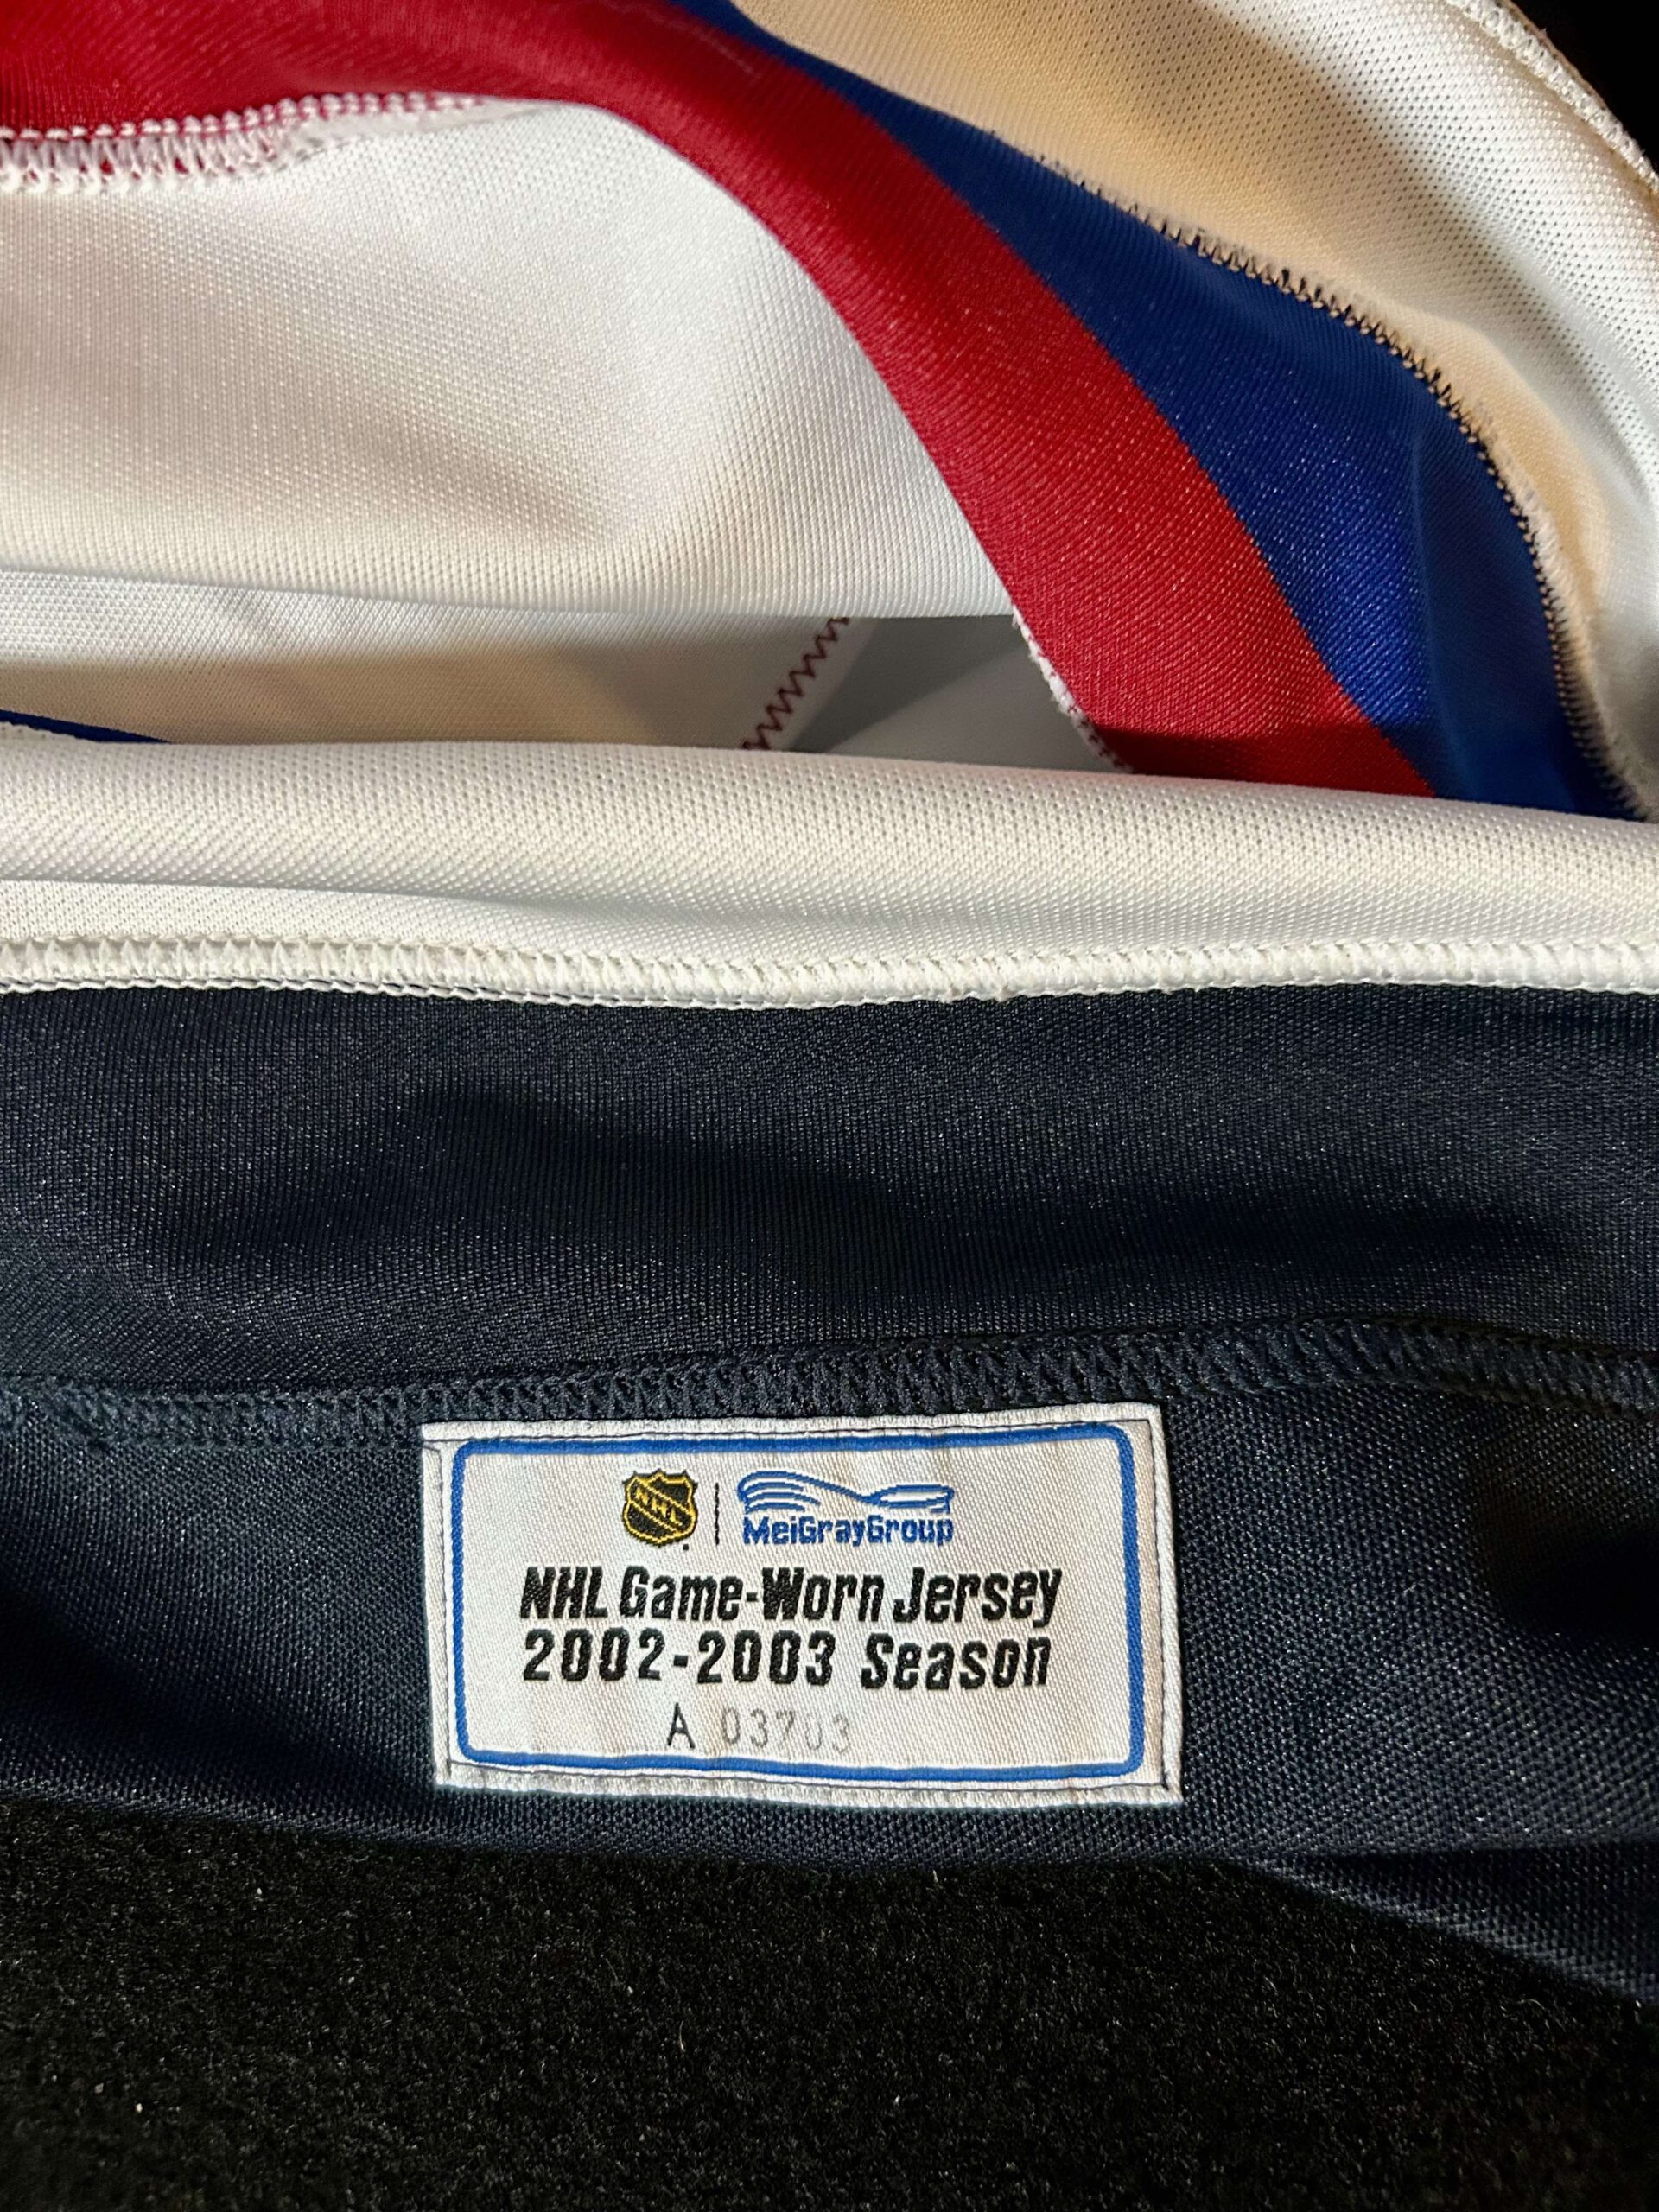 NHL
MeiGrayGroup
NHL Game-Worn Jersey
2002-2003 Season
A 03703